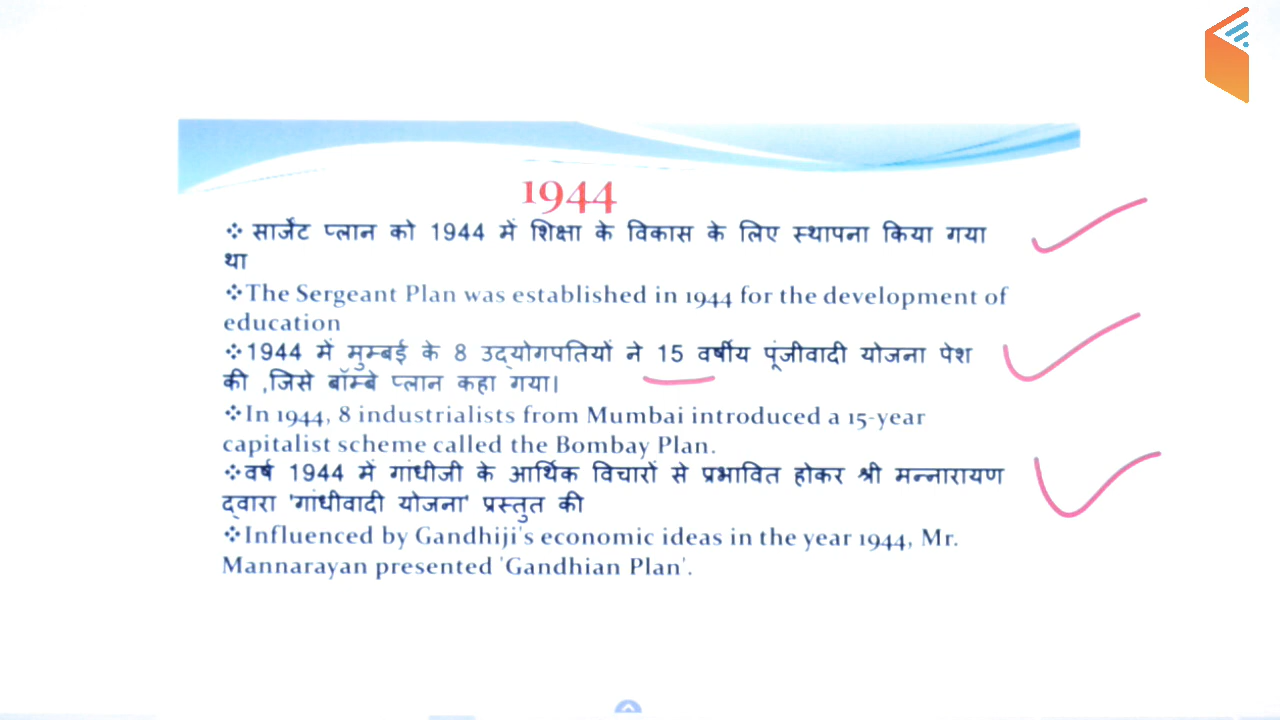 1944
❖ सार्जेंट प्लान को 1944 में शिक्षा के विकास के लिए स्थापना किया गया
था
❖The Sergeant Plan was established in 1944 for the development of
education
❖1944 में मुम्बई के 8 उद्योगपतियों ने 15 वर्षीय पूंजीवादी योजना पेश
की ,जिसे बॉम्बे प्लान कहा गया।
❖In 1944, 8 industrialists from Mumbai introduced a 15-year
capitalist scheme called the Bombay Plan.
❖वर्ष 1944 में गांधीजी के आर्थिक विचारों से प्रभावित होकर श्री मन्नारायण
द्वारा 'गांधीवादी योजना' प्रस्तुत की
❖Influenced by Gandhiji's economic ideas in the year 1944, Mr.
Mannarayan presented 'Gandhian Plan'.